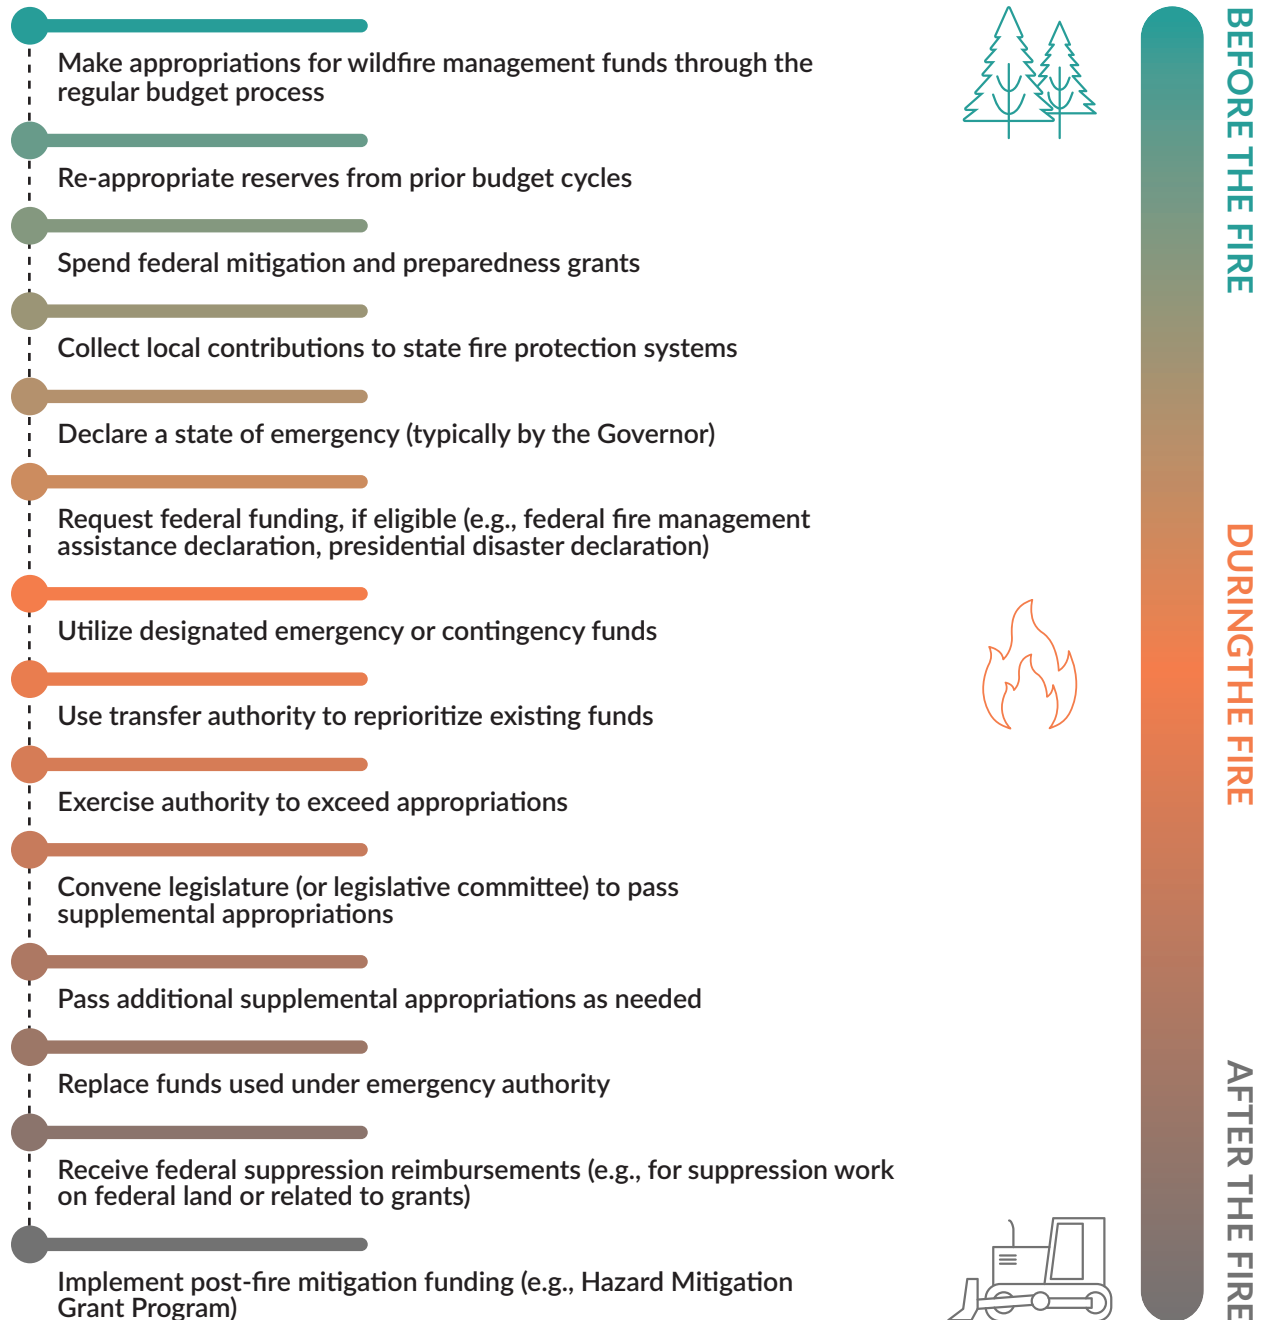 Make appropriations for wildfire management funds through the
regular budget process
Re-appropriate reserves from prior budget cycles
Spend federal mitigation and preparedness grants
Collect local contributions to state fire protection systems
Declare a state of emergency (typically by the Governor)
Request federal funding, if eligible (e.g., federal fire management
assistance declaration, presidential disaster declaration)
Utilize designated emergency or contingency funds
Use transfer authority to reprioritize existing funds
Exercise authority to exceed appropriations
Convene legislature (or legislative committee) to pass
supplemental appropriations
Pass additional supplemental appropriations as needed
Replace funds used under emergency authority
Receive federal suppression reimbursements (e.g., for suppression work
on federal land or related to grants)
Implement post-fire mitigation funding (e.g., Hazard Mitigation
Grant Program)
BEFORE THE FIRE
DURINGTHE FIRE
AFTER THE FIRE